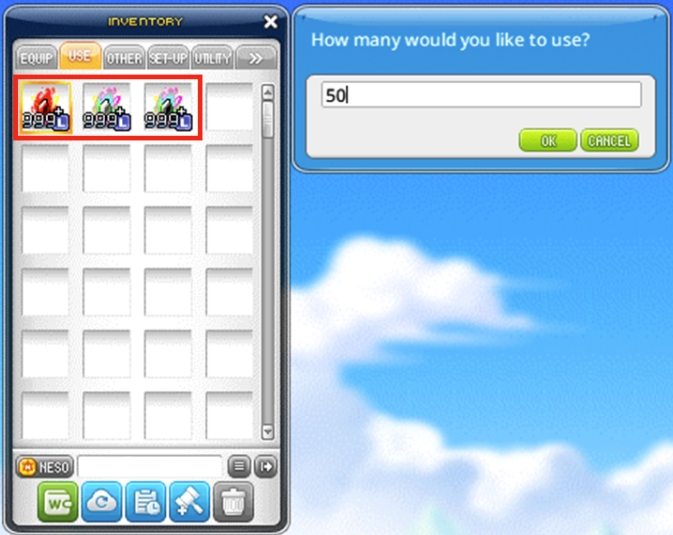 INVENTORY
EQUIP
USE
OTHER
SET-UP
UTILITY
999+
999+
999+
NESO
How many would you like to use?
50
OK
CANCEL